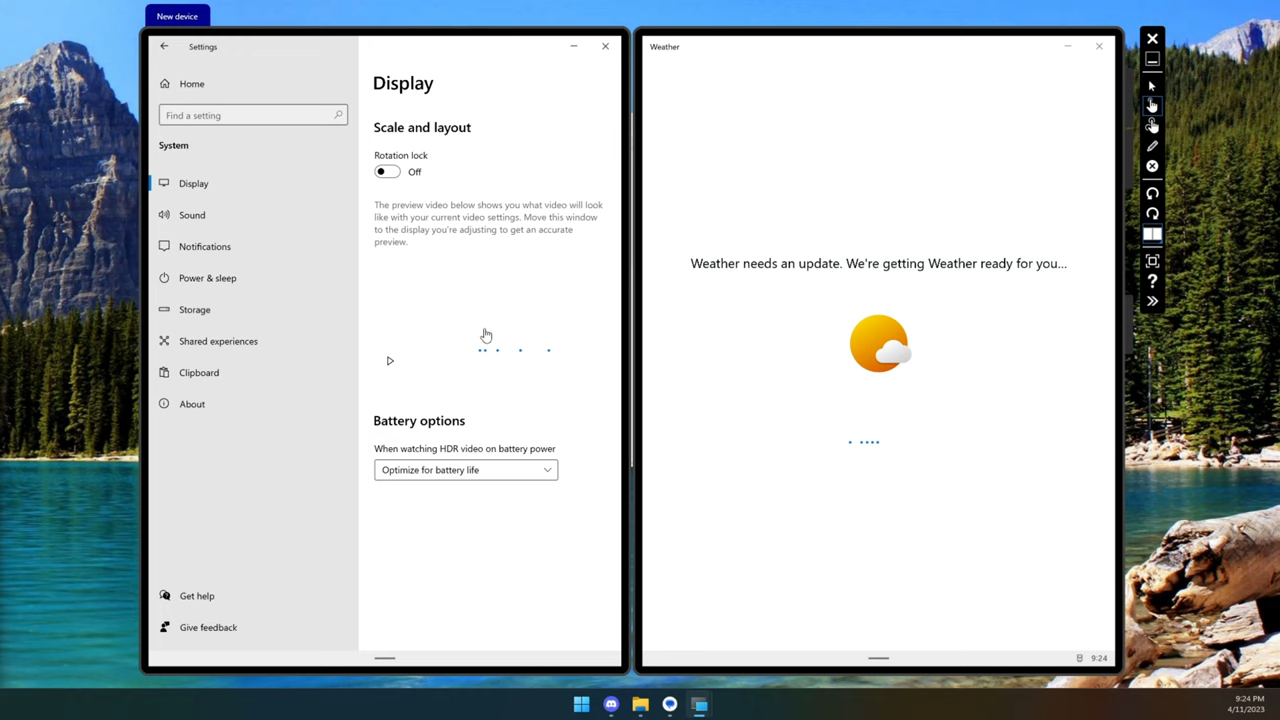 New device
Settings
Home
Find a setting
System
Display
Sound
Notifications
Power & sleep
Storage
Shared experiences
Clipboard
About
Get help
Give feedback
Display
Scale and layout
Rotation lock
Off
The preview video below shows you what video will look
like with your current video settings. Move this window
to the display you're adjusting to get an accurate
preview.
Battery options
When watching HDR video on battery power
Optimize for battery life
Weather
Weather needs an update. We're getting Weather ready for you...
9:24
?
9:24 PM
4/11/2023